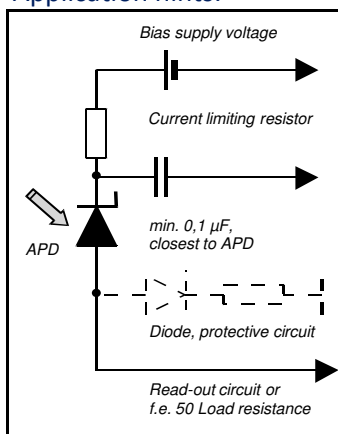 Application hints:
Bias supply voltage
Current limiting resistor
min. 0,1 µF,
closest to APD
APD
Diode, protective circuit
Read-out circuit or
f.e. 50 Load resistance